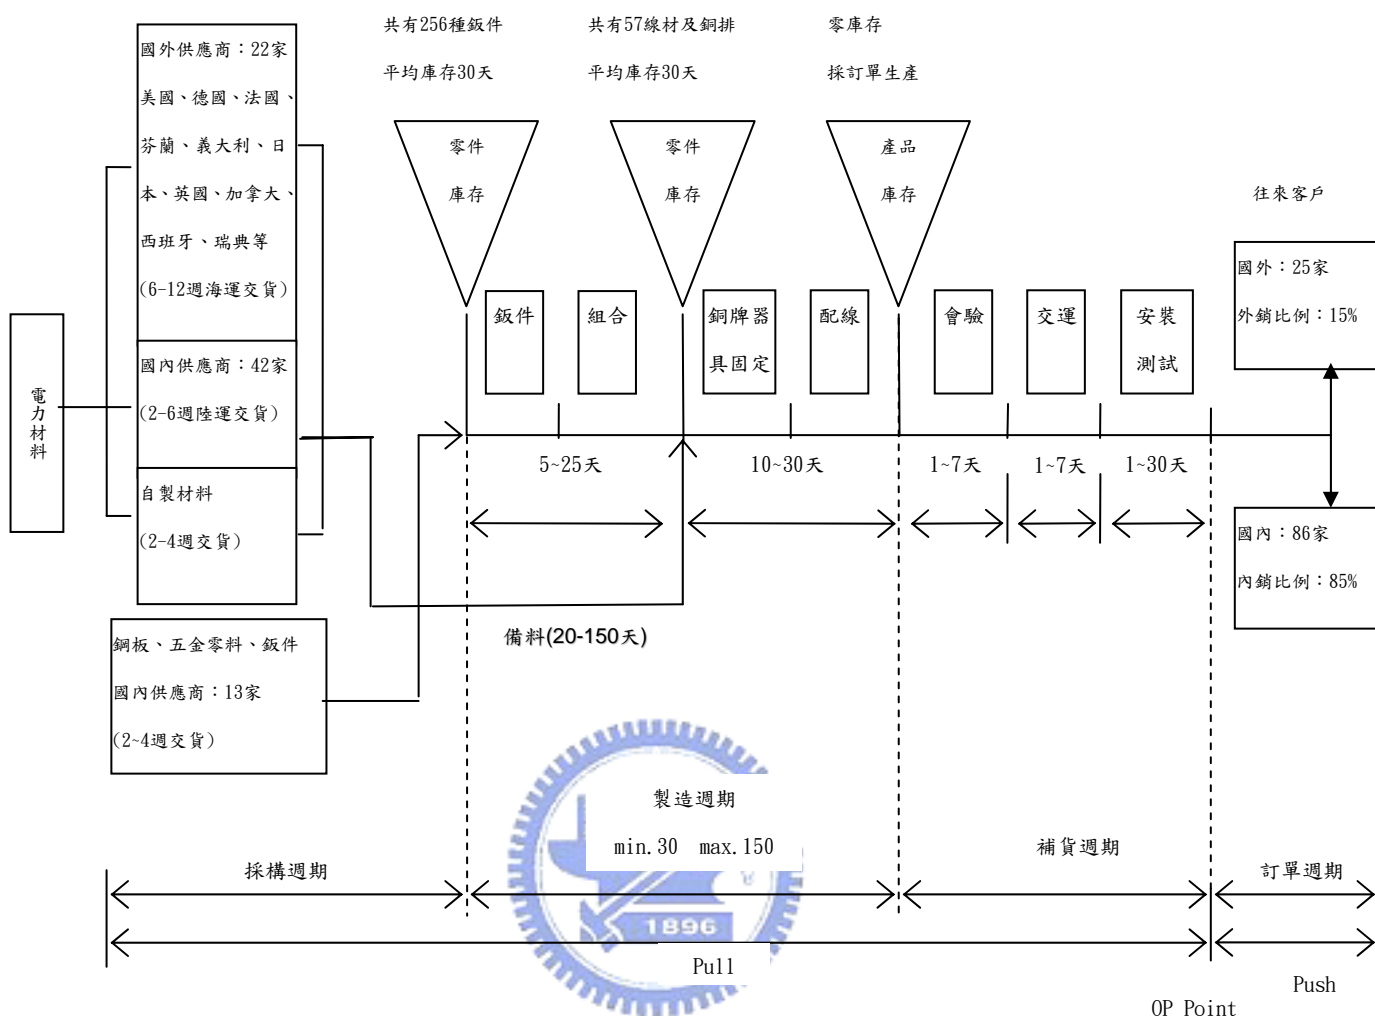 國外供應商：22家
美國、德國、法國、
芬蘭、義大利、日
本、英國、加拿大、
西班牙、瑞典等
(6-12週海運交貨)
國內供應商：42家
(2-6週陸運交貨)
自製材料
(2-4週交貨)
電
力
材
料
鋼板、五金零料、鈑件
國內供應商：13家
(2~4週交貨)
共有256種鈑件
平均庫存30天
零件
庫存
共有57線材及銅排
平均庫存30天
零件
庫存
零庫存
採訂單生產
產品
庫存
鈑件
組合
銅牌器
具固定
配線
會驗
交運
安裝
測試
5~25天
10~30天
1~7天
1~7天
1~30天
備料(20-150天)
往來客戶
國外：25家
外銷比例：15%
國內：86家
內銷比例：85%
製造週期
min.30 max.150
採構週期
補貨週期
訂單週期
1896
Pull
Push
OP Point